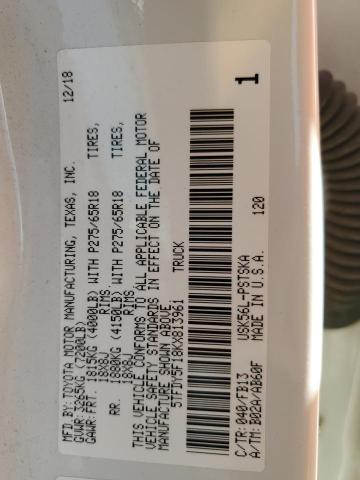 MFD.BY:TOYOTA MOTOR MANUFACTURING, TEXAS, INC. 12/18
GVWR:3265KG (7200LB)
GAWR:FRT. 1815KG (4000LB) WITH P275/65R18 TIRES,
18X8J RIMS,
RR. 1880KG (4150LB) WITH P275/65R18 TIRES,
18X8J RIMS.
THIS VEHICLE CONFORMS TO ALL APPLICABLE FEDERAL MOTOR
VEHICLE SAFETY STANDARDS IN EFFECT ON THE DATE OF
MANUFACTURE SHOWN ABOVE.
5TFDY5F18KX813961 TRUCK
USK56L-PSTSKA
C/TR:040/FB13 MADE IN U.S.A. 1
A/TM:B02A/AB60F 120